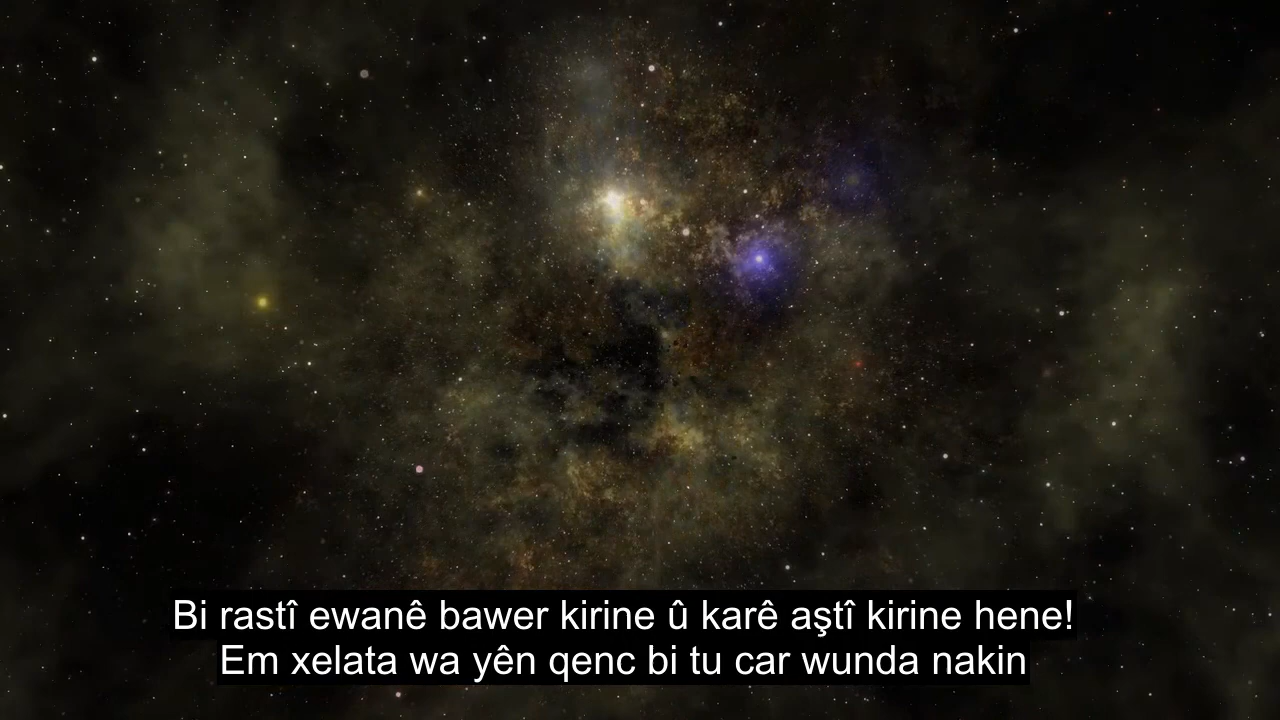 Bi rastî ewanê bawer kirine û karê aştî kirine hene!
Em xelata wa yên qenc bi tu car wunda nakin